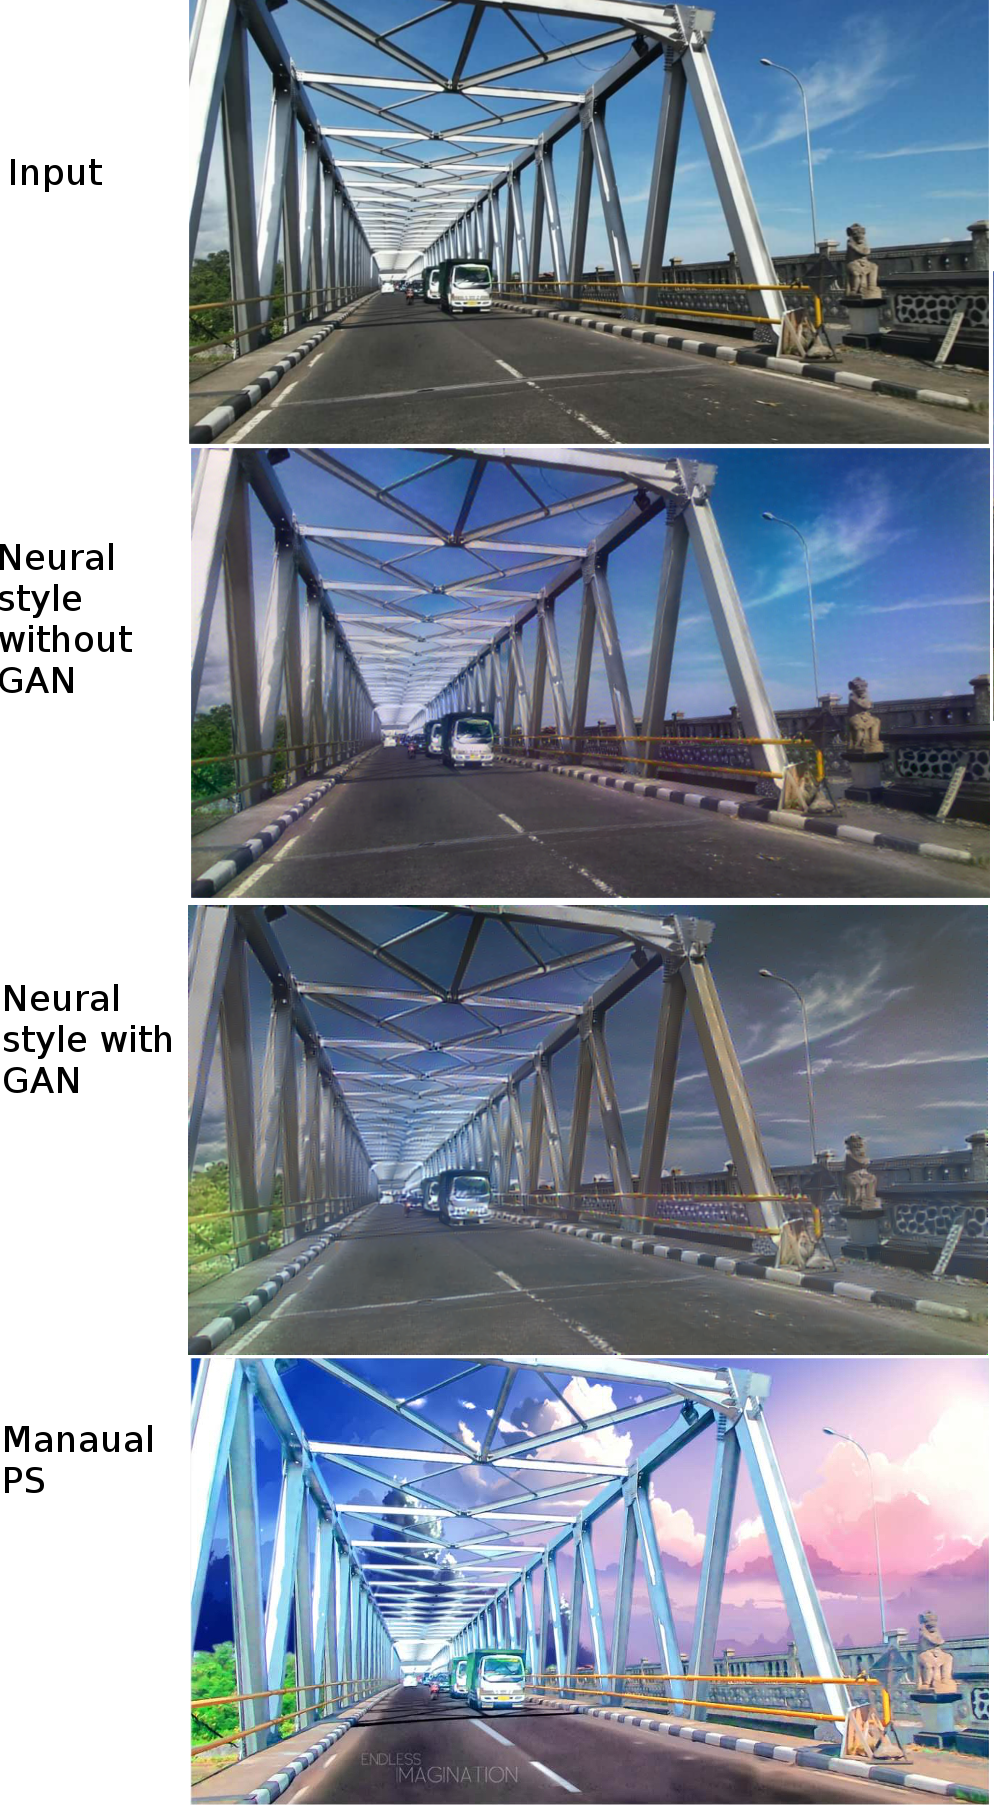 Input
Neural
style
without
GAN
Neural
style with
GAN
Manaual
PS
ENDLESS
IMAGINATION